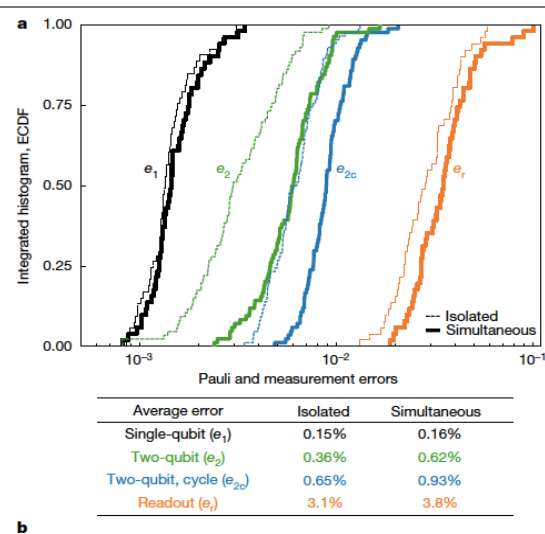 a
1.00
0.75
0.50
0.25
0.00
Integrated histogram, ECDF
e1
e2
e2c
er
Isolated
Simultaneous
10−3
10−2
10−1
Pauli and measurement errors
Average error Isolated Simultaneous
Single-qubit (e1) 0.15% 0.16%
Two-qubit (e2) 0.36% 0.62%
Two-qubit, cycle (e2c) 0.65% 0.93%
Readout (er) 3.1% 3.8%
b